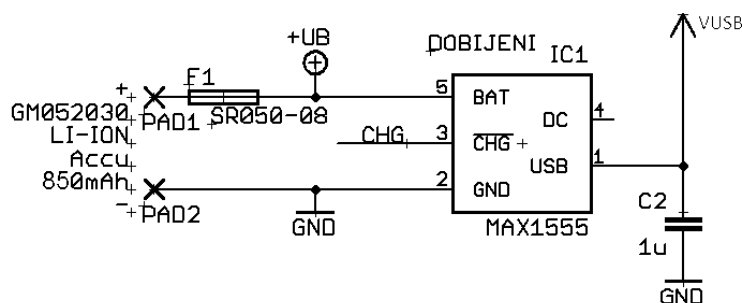 VUSB
+UB
DOBIJENI
IC1
F1
+
5
BAT
GM052030
PAD1
SR050-08
4
DC
LI-ION
CHG
3
CHG
Accu
1
USB
850mAh
2
GND
C2
-
PAD2
GND
MAX1555
1u
GND